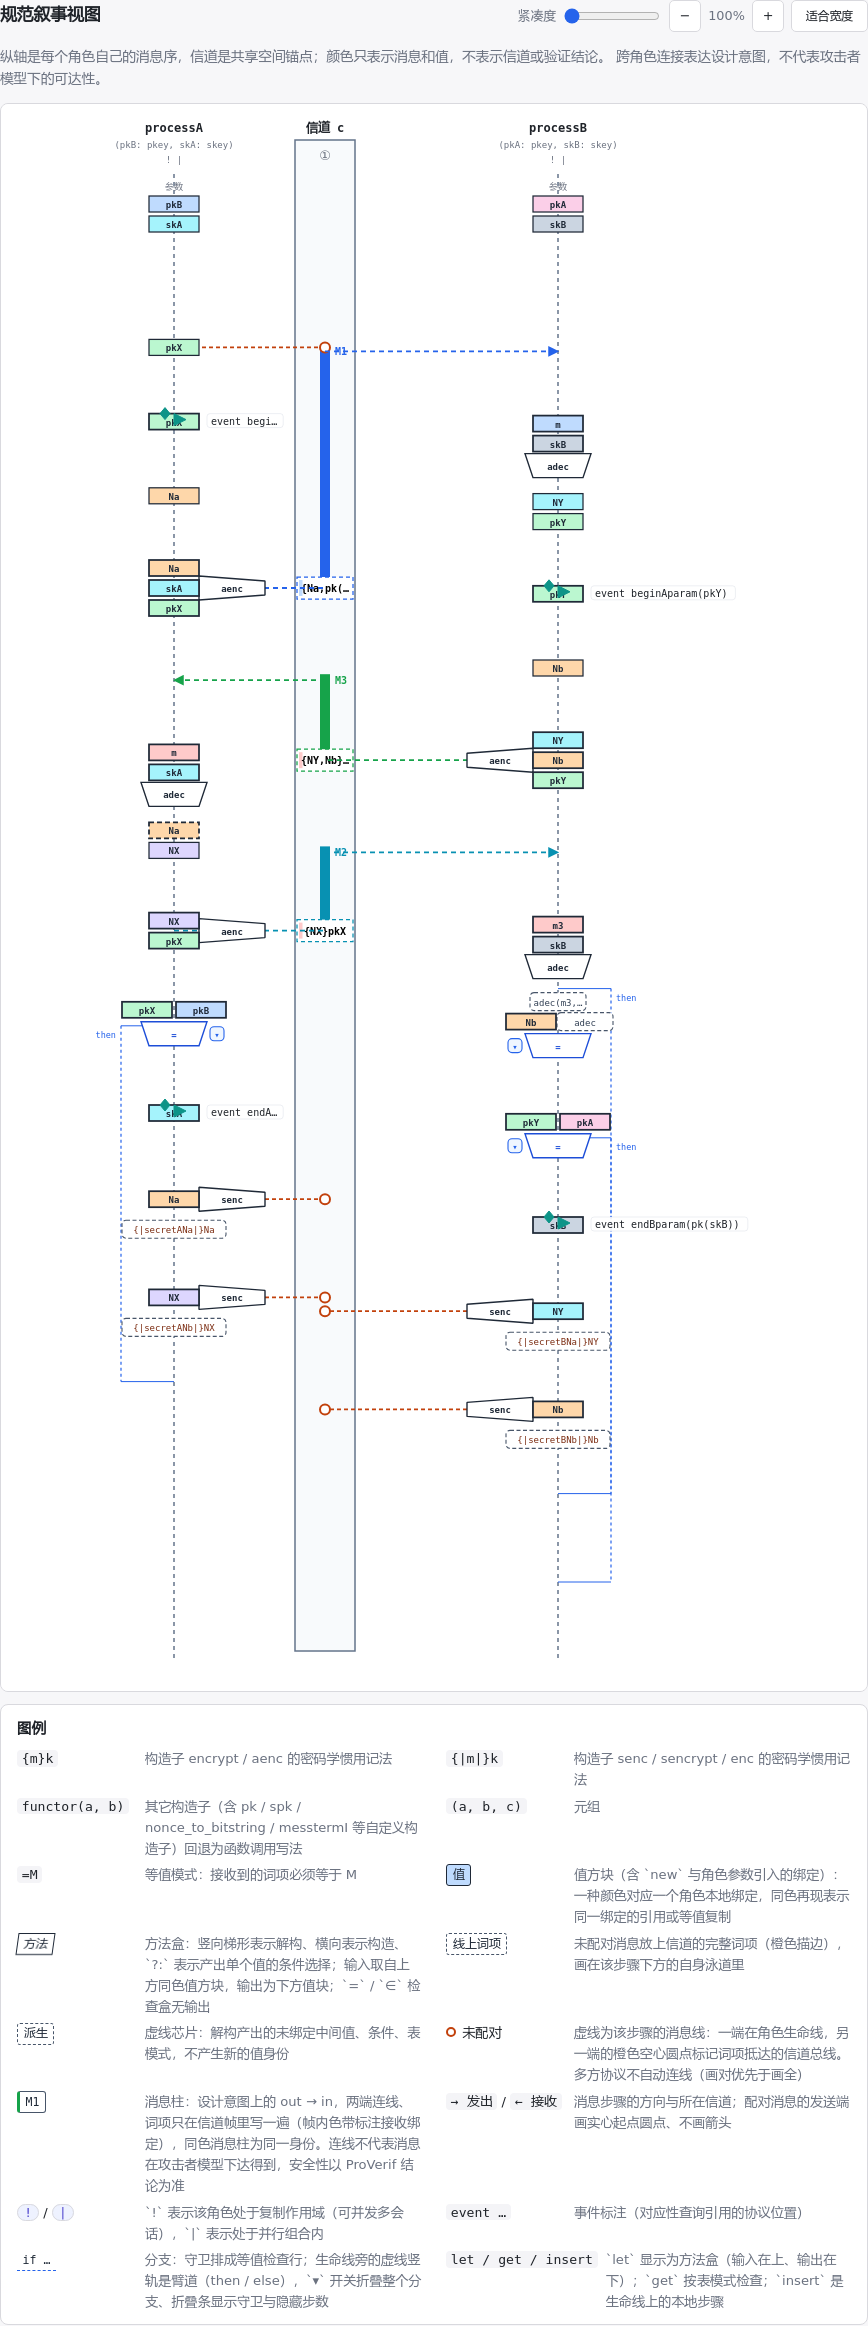 规范叙事视图
紧凑度
−
100%
+
适合宽度
纵轴是每个角色自己的消息序，信道是共享空间锚点；颜色只表示消息和值，不表示信道或验证结论。 跨角色连接表达设计意图，不代表攻击者
模型下的可达性。
processA
信道 c
processB
(pkB: pkey, skA: skey)
①
(pkA: pkey, skB: skey)
! |
! |
参数
参数
pkB
pkA
skA
skB
pkX
M1
event begi…
m
skB
adec
Na
NY
pkY
Na
skA
aenc
{Na,pk(…
pkX
event beginAparam(pkY)
Nb
M3
m
NY
skA
{NY,Nb}…
aenc
Nb
adec
pkY
Na
NX
M2
NX
aenc
{NX}pkX
pkX
m3
skB
adec
then
adec(m3,…
pkX
pkB
Nb
adec
then
=
▾
▾
=
event endA…
pkY
pkA
▾
=
then
Na
senc
{|secretANa|}Na
event endBparam(pk(skB))
NX
senc
senc
NY
{|secretANb|}NX
{|secretBNa|}NY
senc
Nb
{|secretBNb|}Nb
图例
{m}k
构造子 encrypt / aenc 的密码学惯用记法
{|m|}k
构造子 senc / sencrypt / enc 的密码学惯用记
法
functor(a, b)
其它构造子（含 pk / spk /
nonce_to_bitstring / messtermI 等自定义构
造子）回退为函数调用写法
(a, b, c)
元组
=M
等值模式：接收到的词项必须等于 M
值
值方块（含 `new` 与角色参数引入的绑定）：
一种颜色对应一个角色本地绑定，同色再现表示
同一绑定的引用或等值复制
方法
方法盒：竖向梯形表示解构、横向表示构造、
`?:` 表示产出单个值的条件选择；输入取自上
方同色值方块，输出为下方值块；`=` / `∈` 检
查盒无输出
线上词项
未配对消息放上信道的完整词项（橙色描边），
画在该步骤下方的自身泳道里
派生
虚线芯片：解构产出的未绑定中间值、条件、表
模式，不产生新的值身份
未配对
虚线为该步骤的消息线：一端在角色生命线，另
一端的橙色空心圆点标记词项抵达的信道总线。
多方协议不自动连线（画对优先于画全）
M1
消息柱：设计意图上的 out → in，两端连线、
词项只在信道帧里写一遍（帧内色带标注接收绑
定），同色消息柱为同一身份。连线不代表消息
在攻击者模型下达得到，安全性以 ProVerif 结
论为准
→ 发出 / ← 接收
消息步骤的方向与所在信道；配对消息的发送端
画实心起点圆点、不画箭头
! / |
`!` 表示该角色处于复制作用域（可并发多会
话），`|` 表示处于并行组合内
event …
事件标注（对应性查询引用的协议位置）
if …
分支：守卫排成等值检查行；生命线旁的虚线竖
轨是臂道（then / else），`▾` 开关折叠整个分
支、折叠条显示守卫与隐藏步数
let / get / insert
`let` 显示为方法盒（输入在上、输出在
下）；`get` 按表模式检查；`insert` 是
生命线上的本地步骤